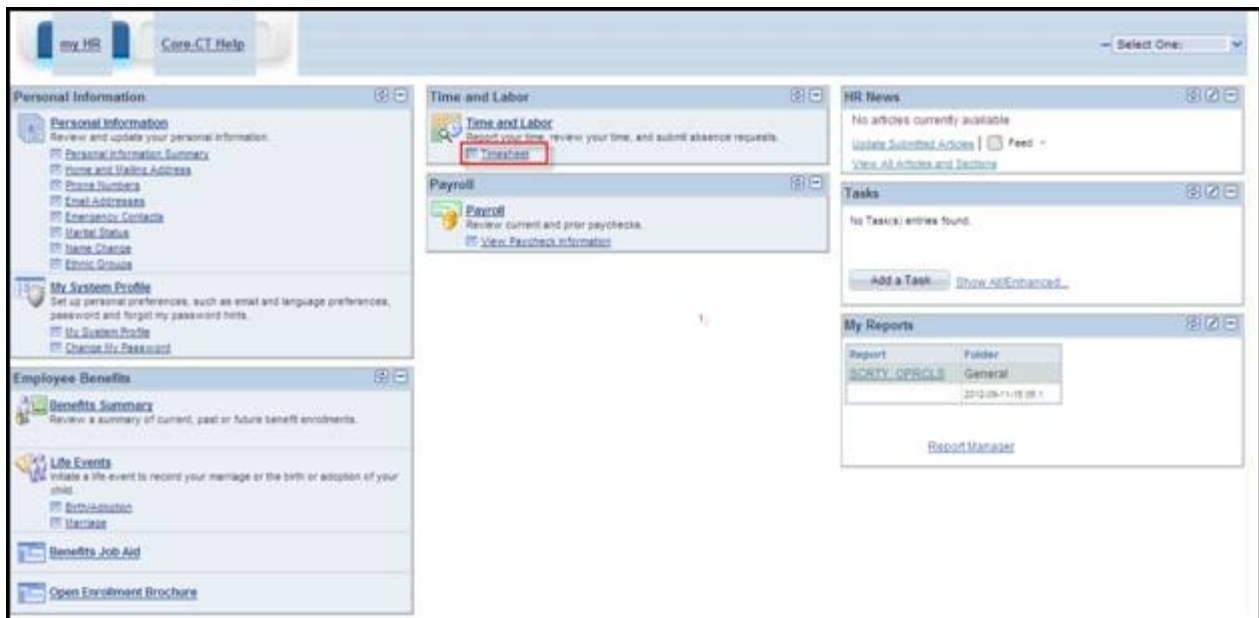 my HR
Core-CT Help
Select One:
Personal Information
Personal Information
Review and update your personal information.
Personal Information Summary
Home and Mailing Address
Phone Numbers
Email Addresses
Emergency Contacts
Marital Status
Name Change
Ethnic Groups
My System Profile
Set up personal preferences, such as email and language preferences,
password and forgot my password hints.
My System Profile
Change My Password
Employee Benefits
Benefits Summary
Review a summary of current, past or future benefit enrollments.
Life Events
Initiate a life event to record your marriage or the birth or adoption of your
child.
Birth/Adoption
Marriage
Benefits Job Aid
Open Enrollment Brochure
Time and Labor
Time and Labor
Report your time, review your time, and submit absence requests.
Timesheet
Payroll
Payroll
Review current and prior paychecks.
View Paycheck Information
1.
HR News
No articles currently available
Update Submitted Articles | Feed
View All Articles and Sections
Tasks
No Task(s) entries found.
Add a Task Show All/Enhanced...
My Reports
Report Folder
SCRTY_OPRCLS General
Report Manager